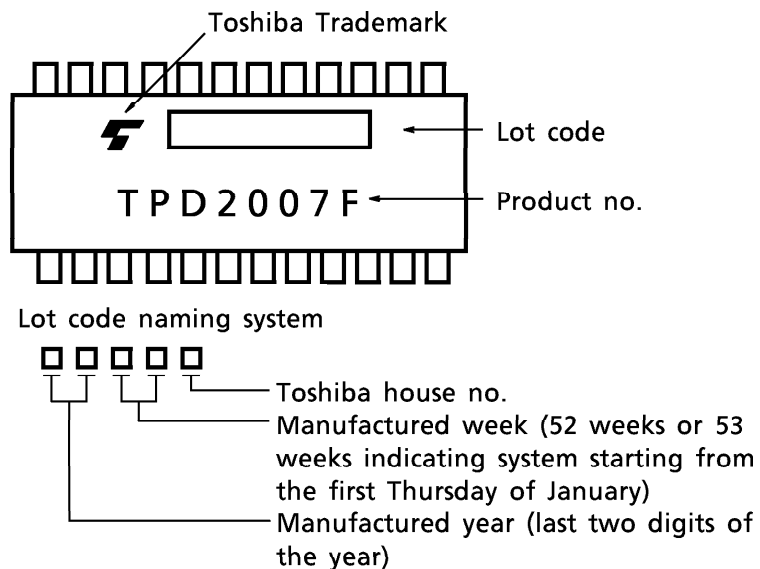 Toshiba Trademark
Lot code
TPD2007F
Product no.
Lot code naming system
Toshiba house no.
Manufactured week (52 weeks or 53
weeks indicating system starting from
the first Thursday of January)
Manufactured year (last two digits of
the year)